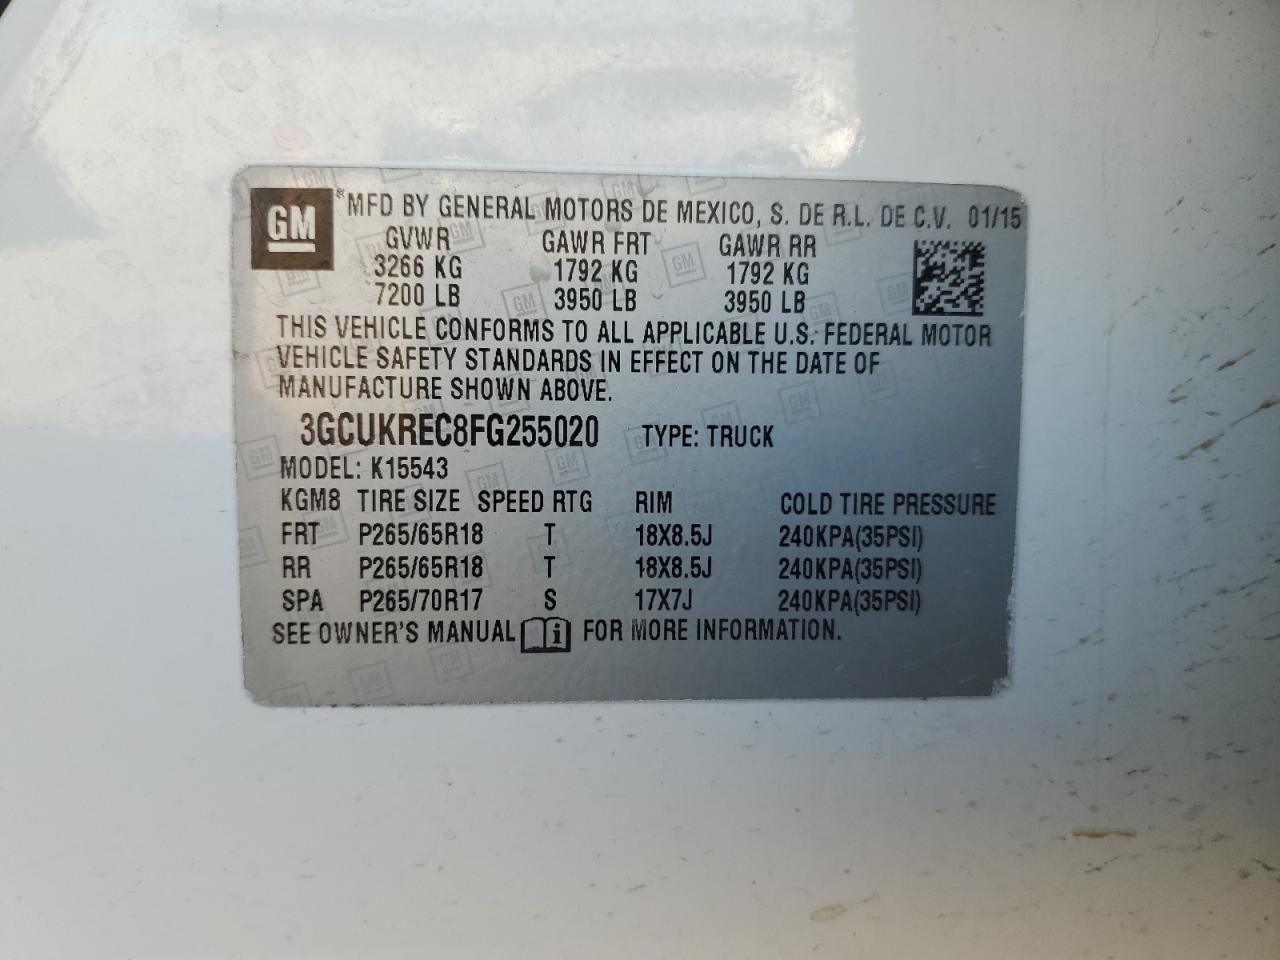 GM ® MFD BY GENERAL MOTORS DE MEXICO, S. DE R.L. DE C.V. 01/15
GVWR GAWR FRT GAWR RR
3266 KG 1792 KG 1792 KG
7200 LB 3950 LB 3950 LB
THIS VEHICLE CONFORMS TO ALL APPLICABLE U.S. FEDERAL MOTOR
VEHICLE SAFETY STANDARDS IN EFFECT ON THE DATE OF
MANUFACTURE SHOWN ABOVE.
3GCUKREC8FG255020 TYPE: TRUCK
MODEL: K15543
KGM8 TIRE SIZE SPEED RTG RIM COLD TIRE PRESSURE
FRT P265/65R18 T 18X8.5J 240KPA(35PSI)
RR P265/65R18 T 18X8.5J 240KPA(35PSI)
SPA P265/70R17 S 17X7J 240KPA(35PSI)
SEE OWNER'S MANUAL i FOR MORE INFORMATION.